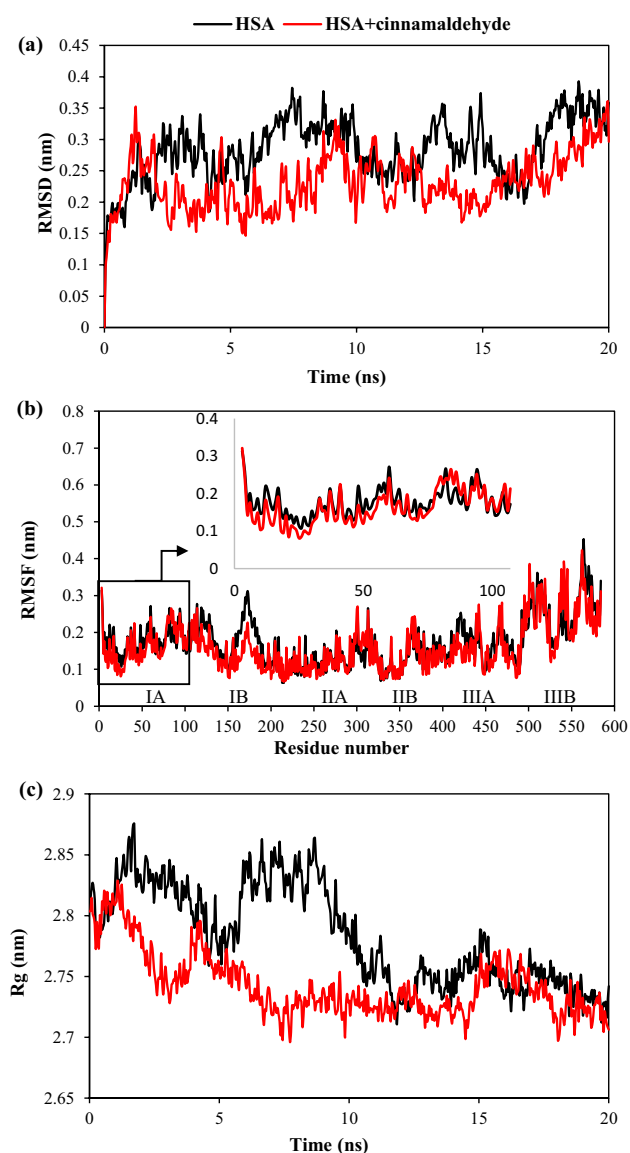 HSA HSA+cinnamaldehyde
(a)
0.45
0.4
0.35
0.3
0.25
0.2
0.15
0.1
0.05
0
RMSD (nm)
0 5 10 15 20
Time (ns)
(b)
0.8
0.7
0.6
0.5
0.4
0.3
0.2
0.1
0
RMSF (nm)
0.4
0.3
0.2
0.1
0
0 50 100
IA IB IIA IIB IIIA IIIB
0 50 100 150 200 250 300 350 400 450 500 550 600
Residue number
(c)
2.9
2.85
2.8
2.75
2.7
2.65
Rg (nm)
0 5 10 15 20
Time (ns)